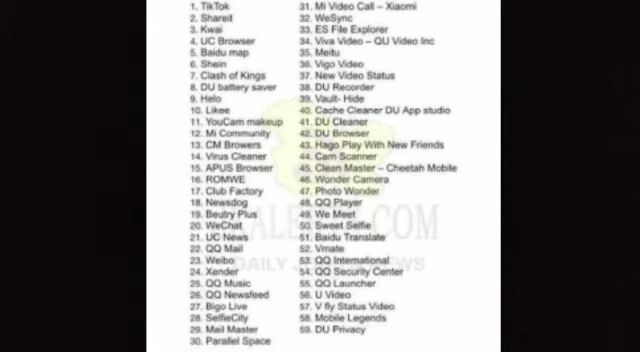 1. TikTok
2. Shareit
3. Kwai
4. UC Browser
5. Baidu map
6. Shein
7. Clash of Kings
8. DU battery saver
9. Helo
10. Likee
11. YouCam makeup
12. Mi Community
13. CM Browers
14. Virus Cleaner
15. APUS Browser
16. ROMWE
17. Club Factory
18. Newsdog
19. Beutry Plus
20. WeChat
21. UC News
22. QQ Mail
23. Weibo
24. Xender
25. QQ Music
26. QQ Newsfeed
27. Bigo Live
28. SelfieCity
29. Mail Master
30. Parallel Space
31. Mi Video Call – Xiaomi
32. WeSync
33. ES File Explorer
34. Viva Video – QU Video Inc
35. Meitu
36. Vigo Video
37. New Video Status
38. DU Recorder
39. Vault- Hide
40. Cache Cleaner DU App studio
41. DU Cleaner
42. DU Browser
43. Hago Play With New Friends
44. Cam Scanner
45. Clean Master – Cheetah Mobile
46. Wonder Camera
47. Photo Wonder
48. QQ Player
49. We Meet
50. Sweet Selfie
51. Baidu Translate
52. Vmate
53. QQ International
54. QQ Security Center
55. QQ Launcher
56. U Video
57. V fly Status Video
58. Mobile Legends
59. DU Privacy